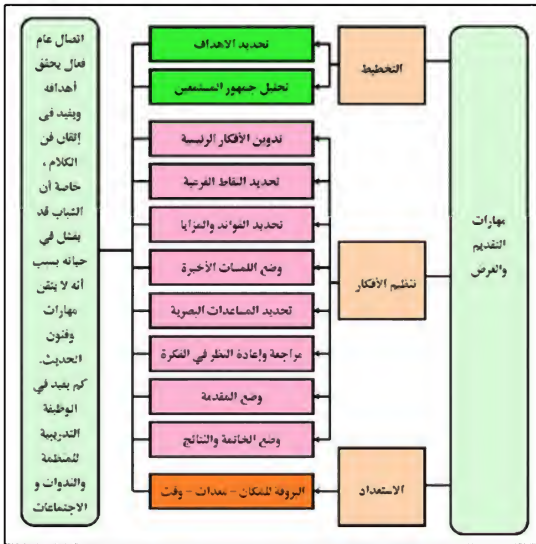 مهارات
التقديم
والعرض
التخطيط
تنظيم الأفكار
الاستعداد
تحديد الاهداف
تحليل جمهور المستمعين
تدوين الأفكار الرئيسية
تحديد النقاط الفرعية
تحديد الفوائد والمزايا
وضع اللمسات الأخيرة
تحديد المساعدات البصرية
مراجعة وإعادة النظر في الفكرة
وضع المقدمة
وضع الخاتمة والنتائج
البروفة للمكان - معدات - وقت
اتصال عام
فعال يحقق
أهدافه
ويفيد فى
إتقان فن
الكلام ،
خاصة أن
الشباب قد
يفشل في
حياته بسبب
أنه لا يتقن
مهارات
وفنون
الحديث.
كم يفيد في
الوظيفة
التدريبية
للمنظمة
والندوات و
الاجتماعات